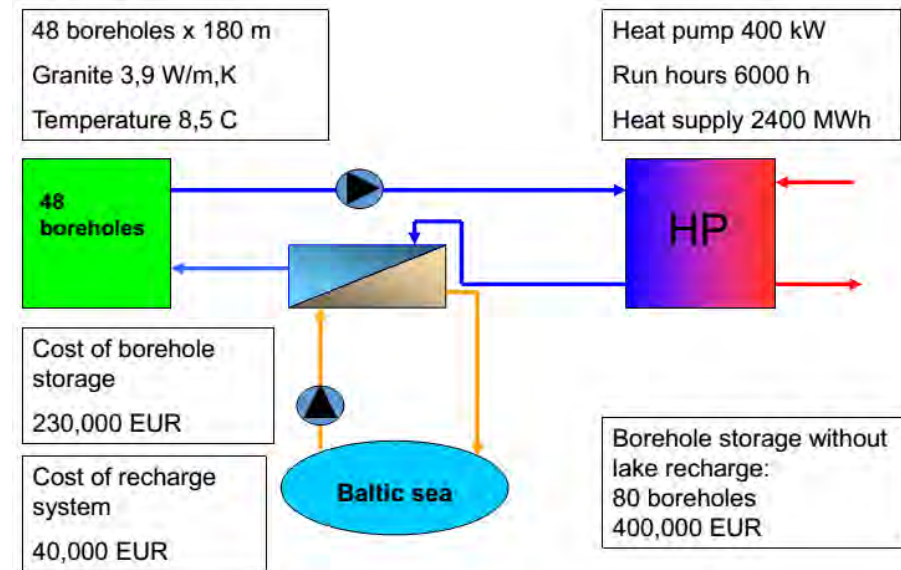 48 boreholes x 180 m
Granite 3,9 W/m,K
Temperature 8,5 C
Heat pump 400 kW
Run hours 6000 h
Heat supply 2400 MWh
48
boreholes
HP
Cost of borehole
storage
230,000 EUR
Cost of recharge
system
40,000 EUR
Baltic sea
Borehole storage without
lake recharge:
80 boreholes
400,000 EUR